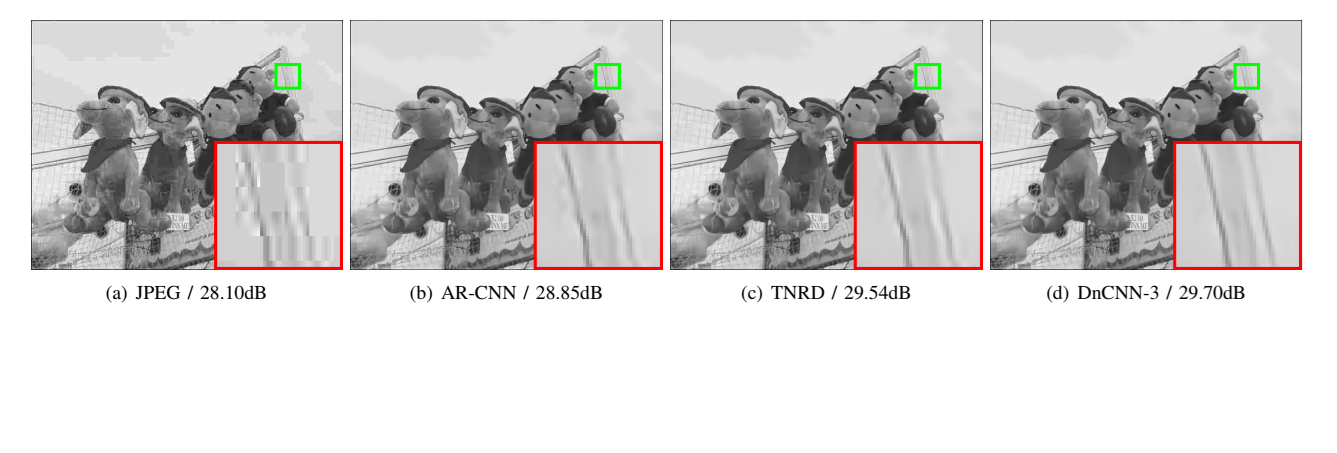 (a) JPEG / 28.10dB
(b) AR-CNN / 28.85dB
(c) TNRD / 29.54dB
(d) DnCNN-3 / 29.70dB